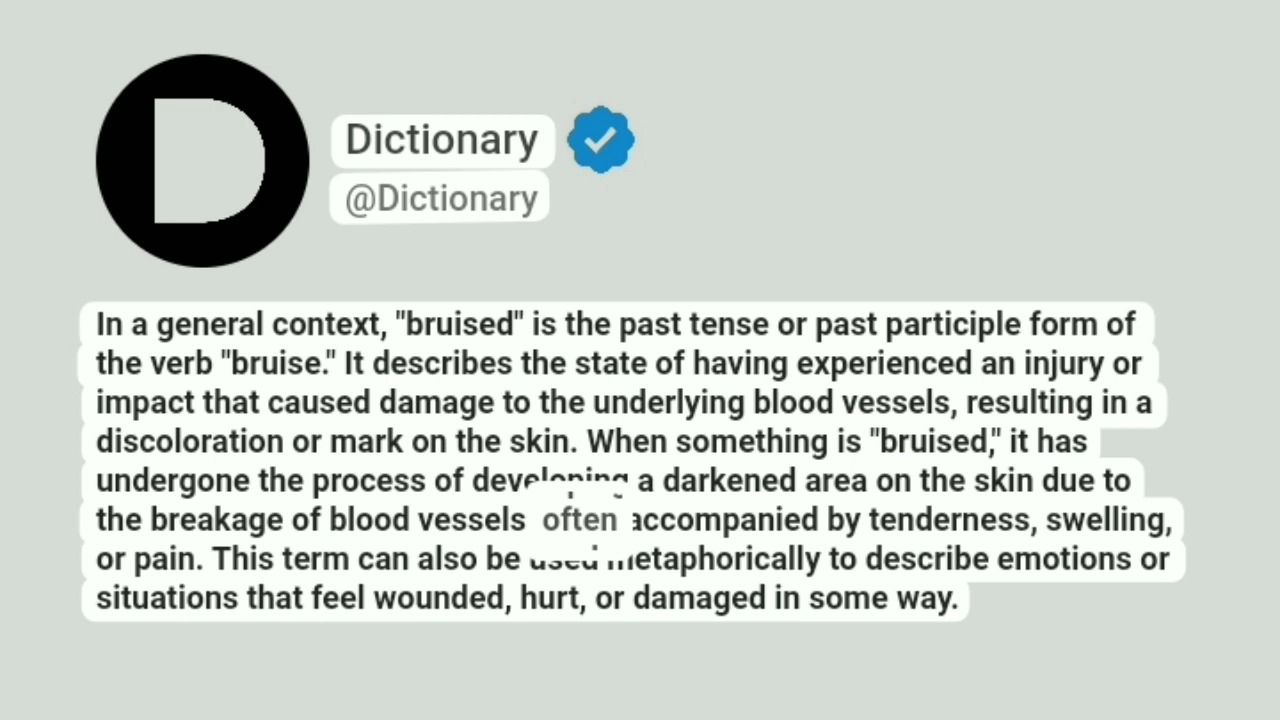 D
Dictionary
@Dictionary
In a general context, "bruised" is the past tense or past participle form of
the verb "bruise." It describes the state of having experienced an injury or
impact that caused damage to the underlying blood vessels, resulting in a
discoloration or mark on the skin. When something is "bruised," it has
undergone the process of developing a darkened area on the skin due to
the breakage of blood vessels often accompanied by tenderness, swelling,
or pain. This term can also be used metaphorically to describe emotions or
situations that feel wounded, hurt, or damaged in some way.